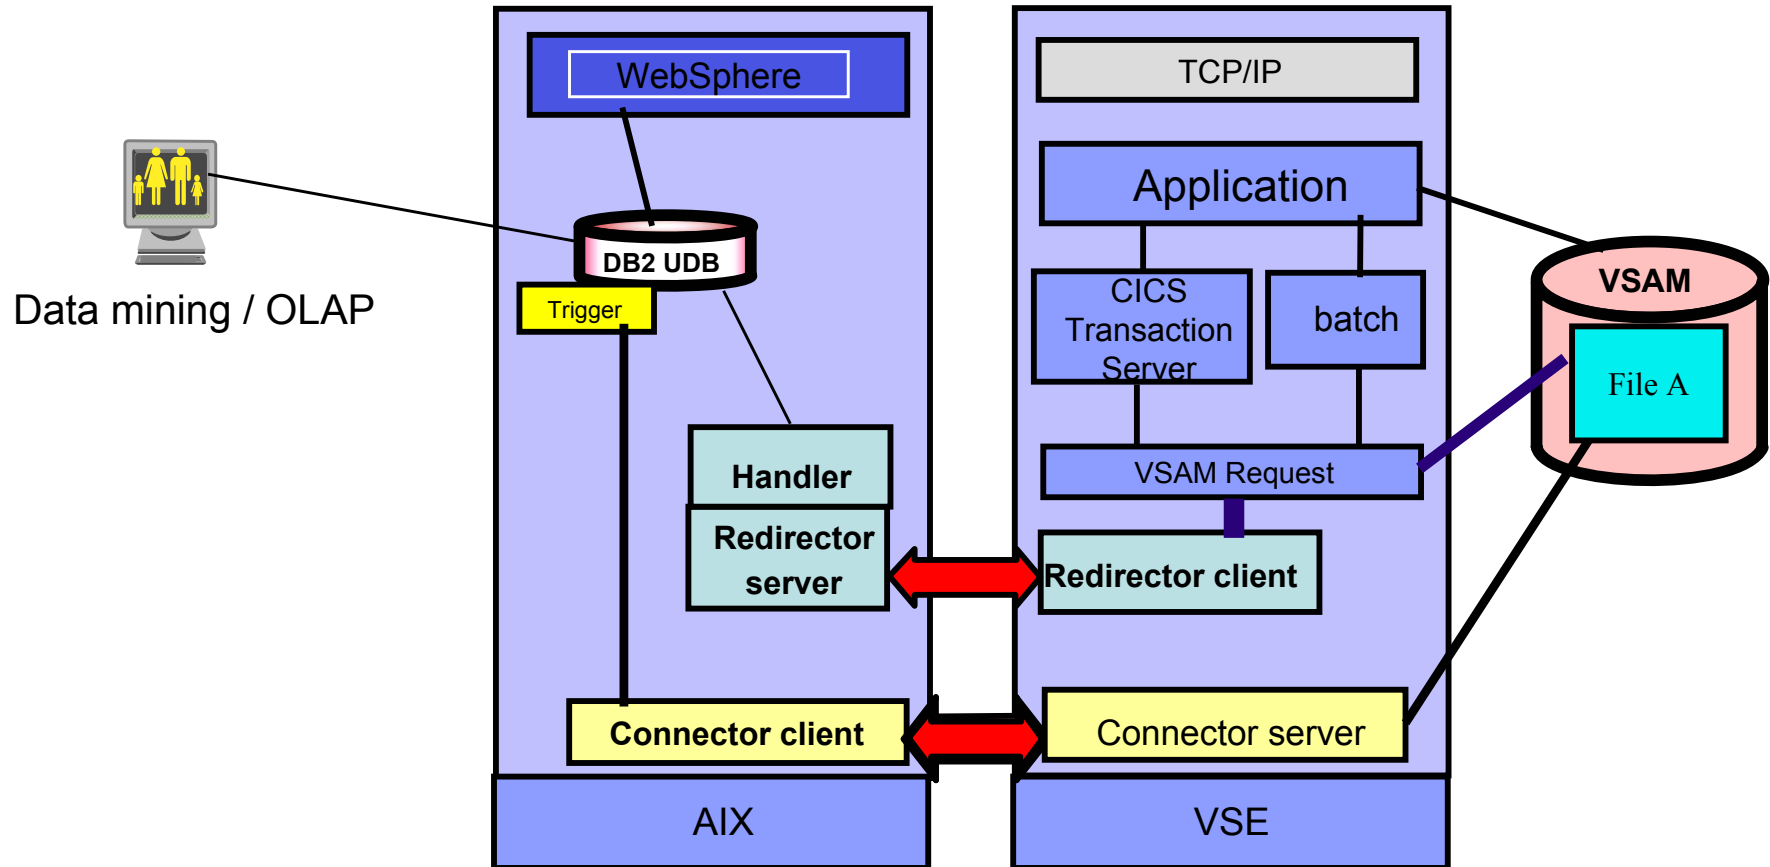 WebSphere
TCP/IP
Application
DB2 UDB
Trigger
Data mining / OLAP
CICS
Transaction
Server
batch
VSAM
File A
Handler
VSAM Request
Redirector
server
Redirector client
Connector client
Connector server
AIX
VSE